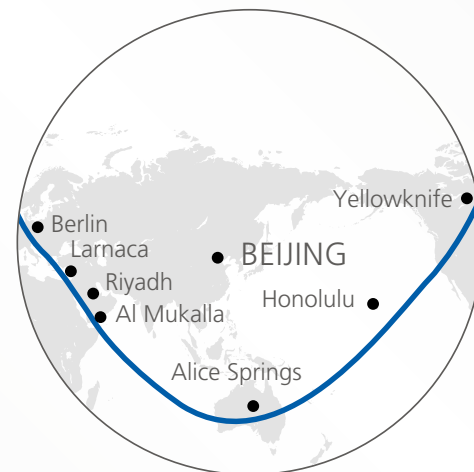 Yellowknife
Berlin
Larnaca
BEIJING
Riyadh
Honolulu
Al Mukalla
Alice Springs